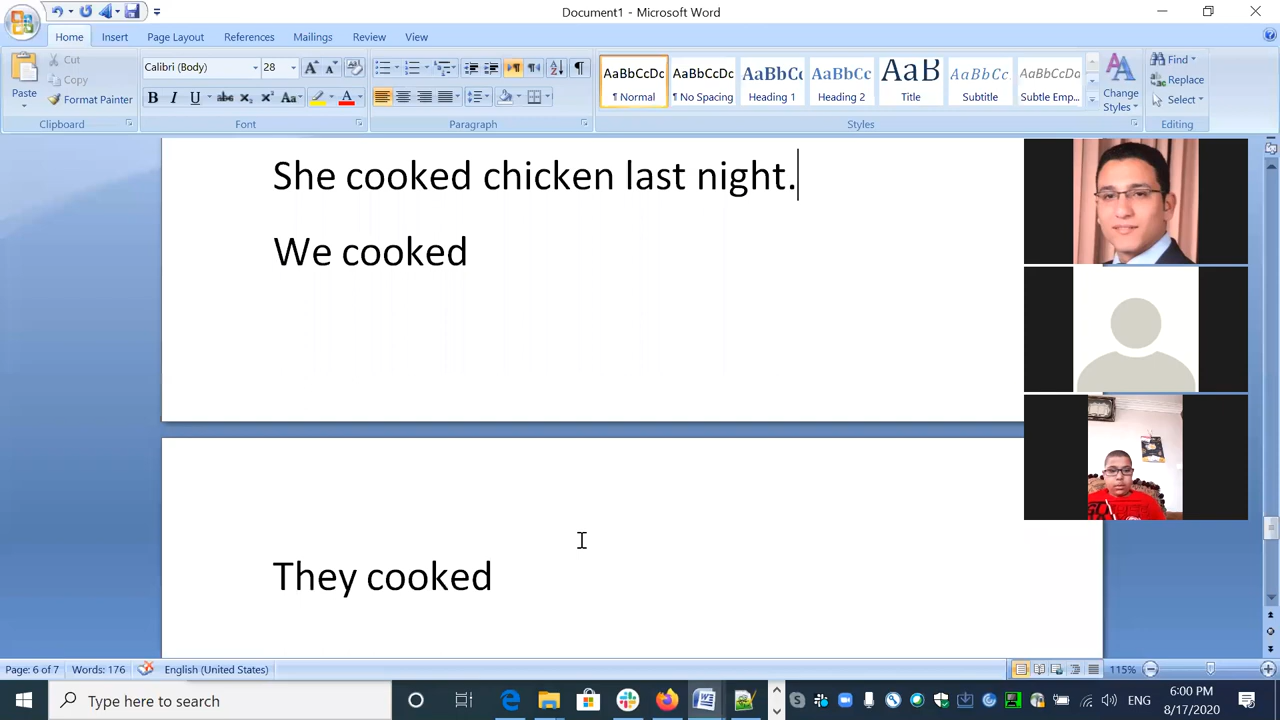 Document1 - Microsoft Word
Home Insert Page Layout References Mailings Review View
Paste
Cut
Copy
Format Painter
Clipboard
Calibri (Body) 28
Font
Paragraph
AaBbCcDc AaBbCcDc AaBbCc AaBbCc AaB AaBbCc AaBbCcDc
¶ Normal ¶ No Spacing Heading 1 Heading 2 Title Subtitle Subtle Emp...
Styles
Change Styles
Find
Replace
Select
Editing
She cooked chicken last night.
We cooked
They cooked
Page: 6 of 7 Words: 176 English (United States) 115%
Type here to search
ENG
6:00 PM
8/17/2020